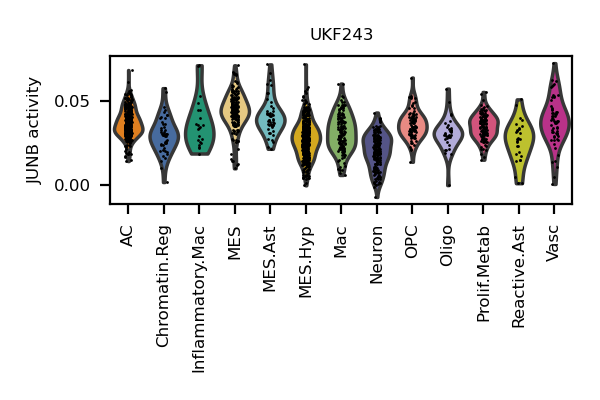 UKF243
JUNB activity
0.05
0.00
AC
Chromatin.Reg
Inflammatory.Mac
MES
MES.Ast
MES.Hyp
Mac
Neuron
OPC
Oligo
Prolif.Metab
Reactive.Ast
Vasc